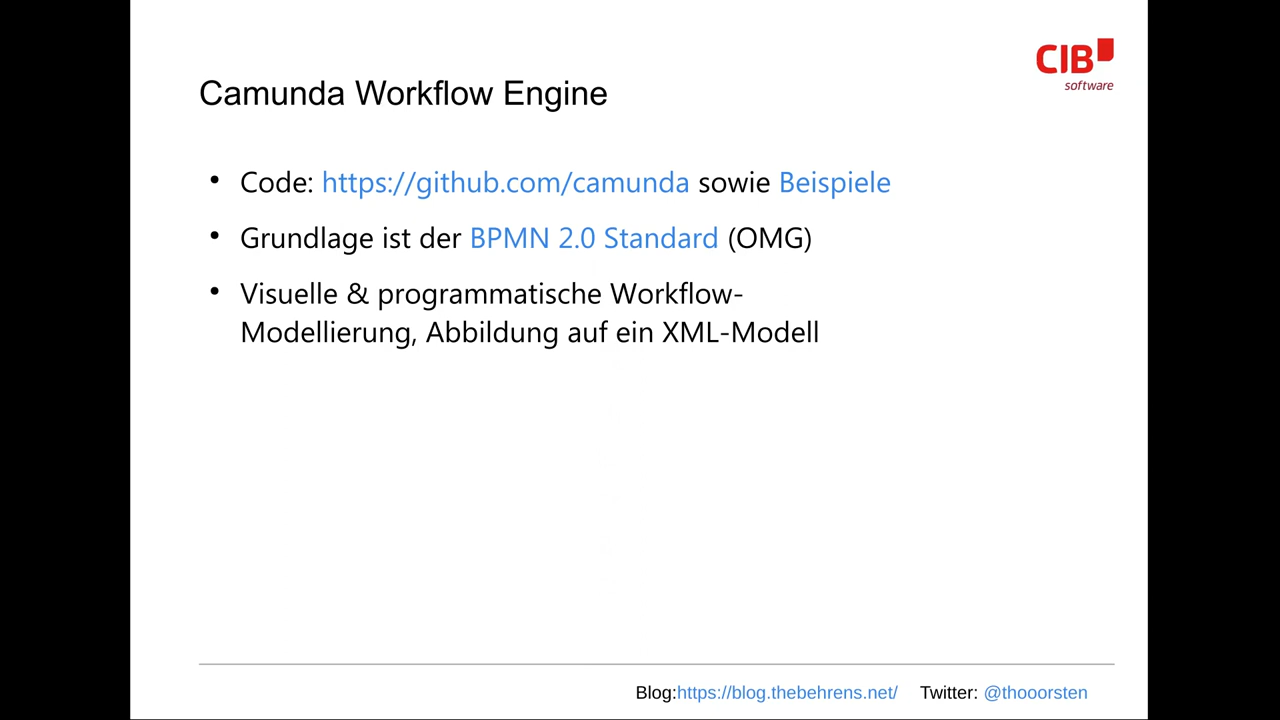 CIB
software
Camunda Workflow Engine
• Code: https://github.com/camunda sowie Beispiele
• Grundlage ist der BPMN 2.0 Standard (OMG)
• Visuelle & programmatische Workflow-
Modellierung, Abbildung auf ein XML-Modell
Blog:https://blog.thebehrens.net/ Twitter: @thooorsten